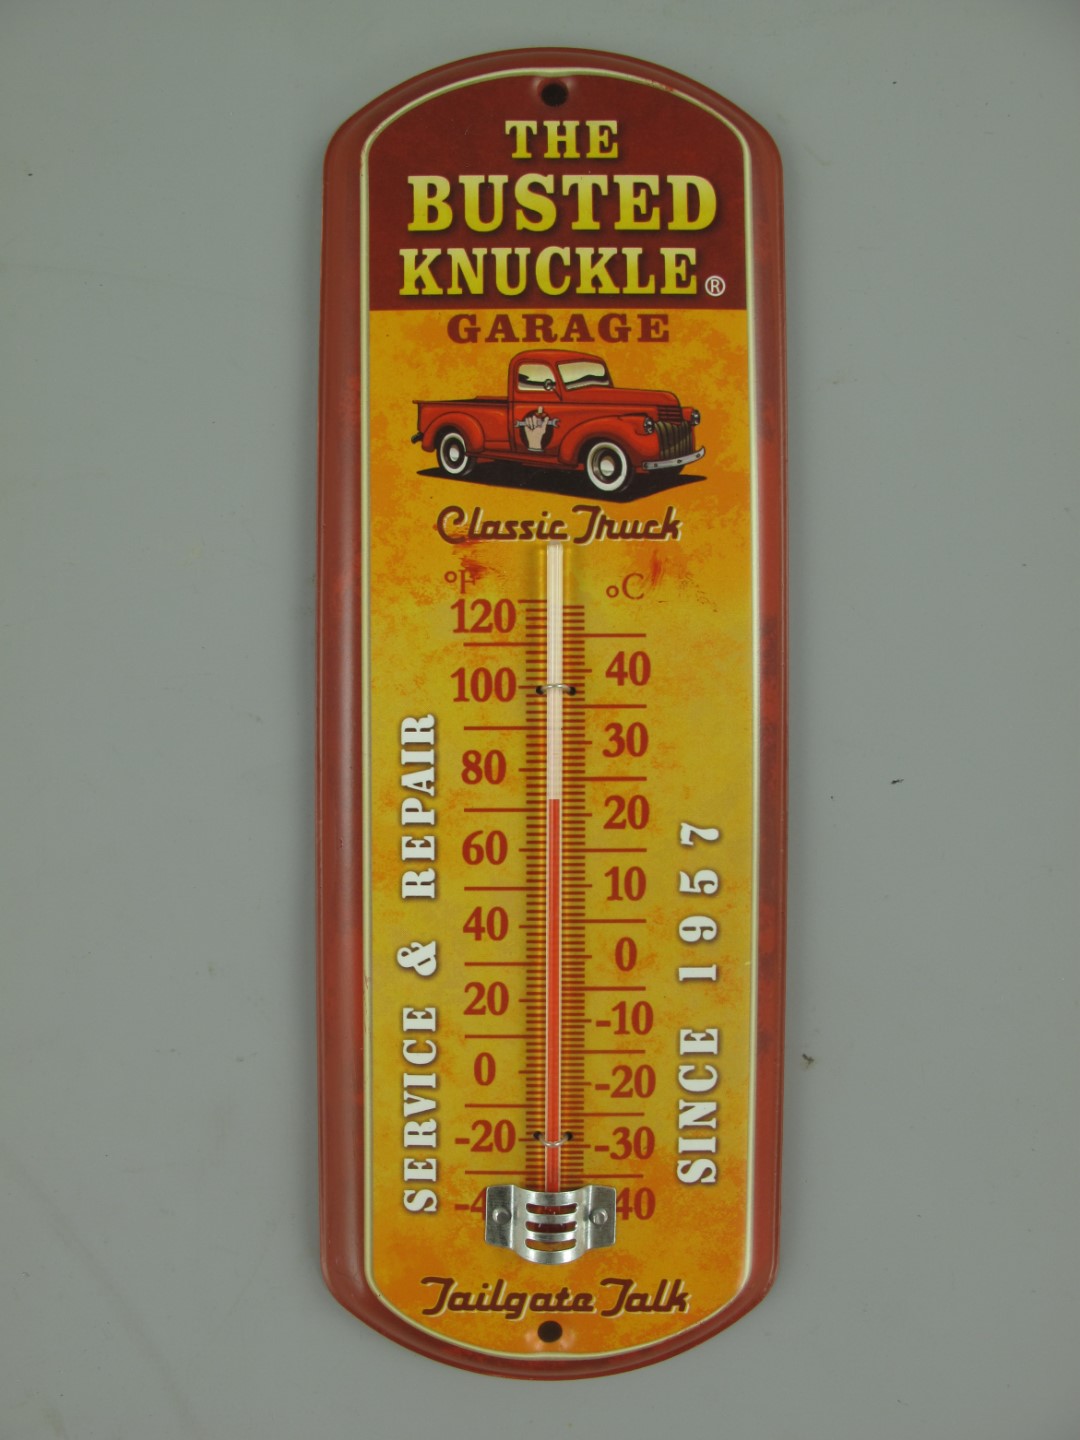 THE
BUSTED
KNUCKLE®
GARAGE
Classic Truck
°F °C
120
40
100
30
80
20
60
10
40
0
20
-10
0
-20
-20
-30
-4
40
SERVICE & REPAIR
SINCE 1957
Tailgate Talk